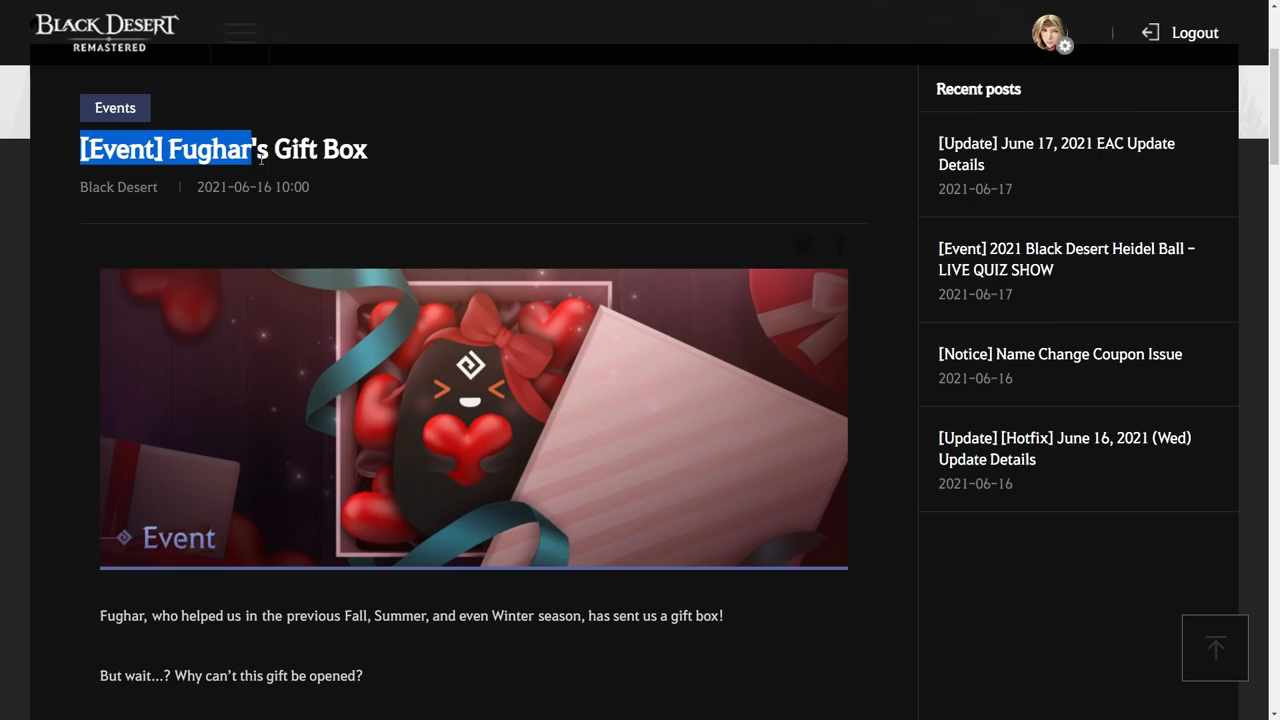 BLACK DESERT
REMASTERED
Logout
Events
[Event] Fughar's Gift Box
Black Desert
2021-06-16 10:00
Event
Fughar, who helped us in the previous Fall, Summer, and even Winter season, has sent us a gift box!
But wait...? Why can't this gift be opened?
Recent posts
[Update] June 17, 2021 EAC Update
Details
2021-06-17
[Event] 2021 Black Desert Heidel Ball –
LIVE QUIZ SHOW
2021-06-17
[Notice] Name Change Coupon Issue
2021-06-16
[Update] [Hotfix] June 16, 2021 (Wed)
Update Details
2021-06-16